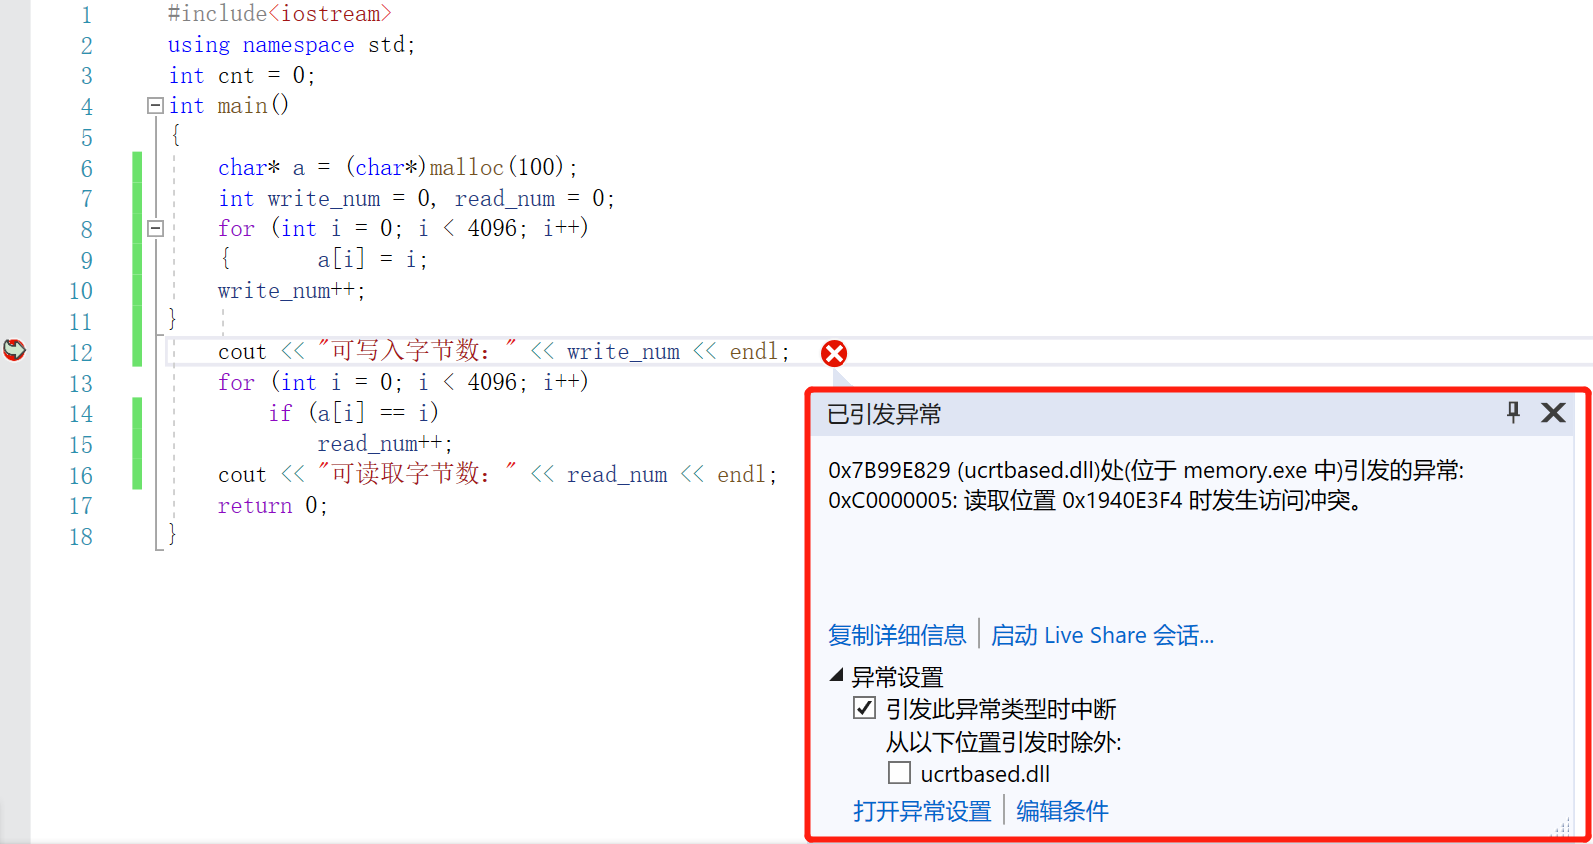 1 #include<iostream>
2 using namespace std;
3 int cnt = 0;
4 int main()
5 {
6 char* a = (char*)malloc(100);
7 int write_num = 0, read_num = 0;
8 for (int i = 0; i < 4096; i++)
9 { a[i] = i;
10 write_num++;
11 }
12 cout << "可写入字节数：" << write_num << endl;
13 for (int i = 0; i < 4096; i++)
14 if (a[i] == i)
15 read_num++;
16 cout << "可读取字节数：" << read_num << endl;
17 return 0;
18 }
已引发异常
0x7B99E829 (ucrtbased.dll)处(位于 memory.exe 中)引发的异常:
0xC0000005: 读取位置 0x1940E3F4 时发生访问冲突。
复制详细信息 | 启动 Live Share 会话...
异常设置
引发此异常类型时中断
从以下位置引发时除外:
ucrtbased.dll
打开异常设置 | 编辑条件